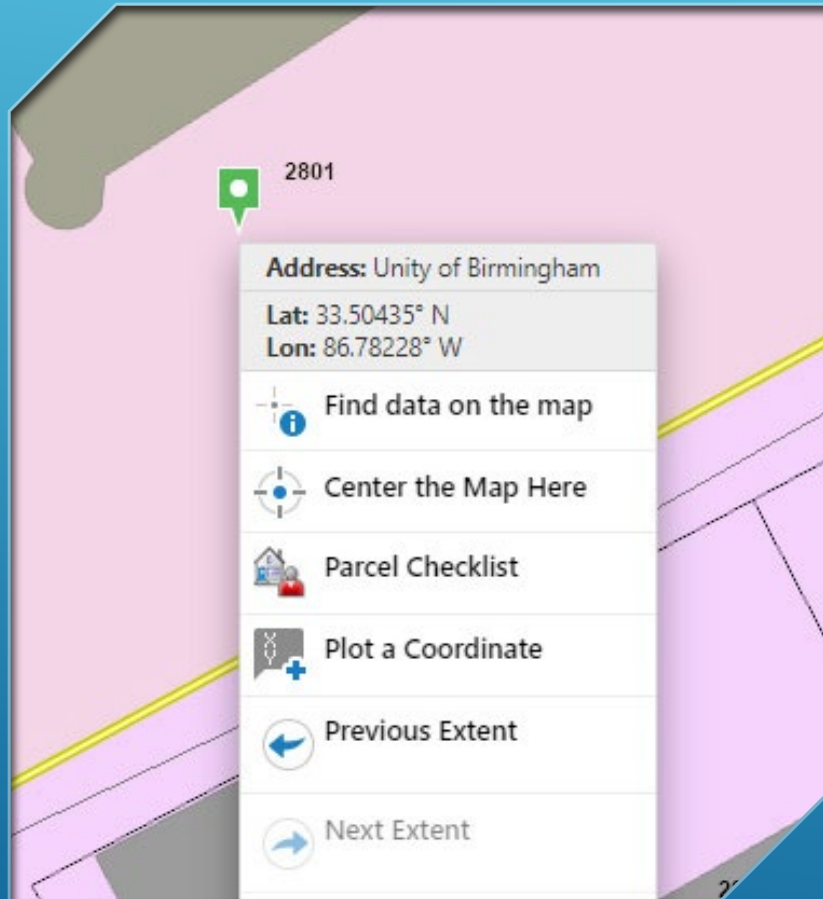 2801
Address: Unity of Birmingham
Lat: 33.50435° N
Lon: 86.78228° W
Find data on the map
Center the Map Here
Parcel Checklist
Plot a Coordinate
Previous Extent
Next Extent